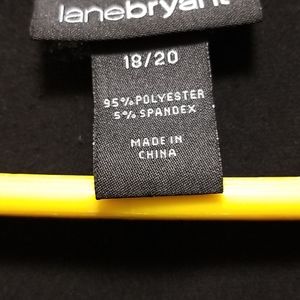 lanebryant
18/20
95% POLYESTER
5% SPANDEX
MADE IN
CHINA